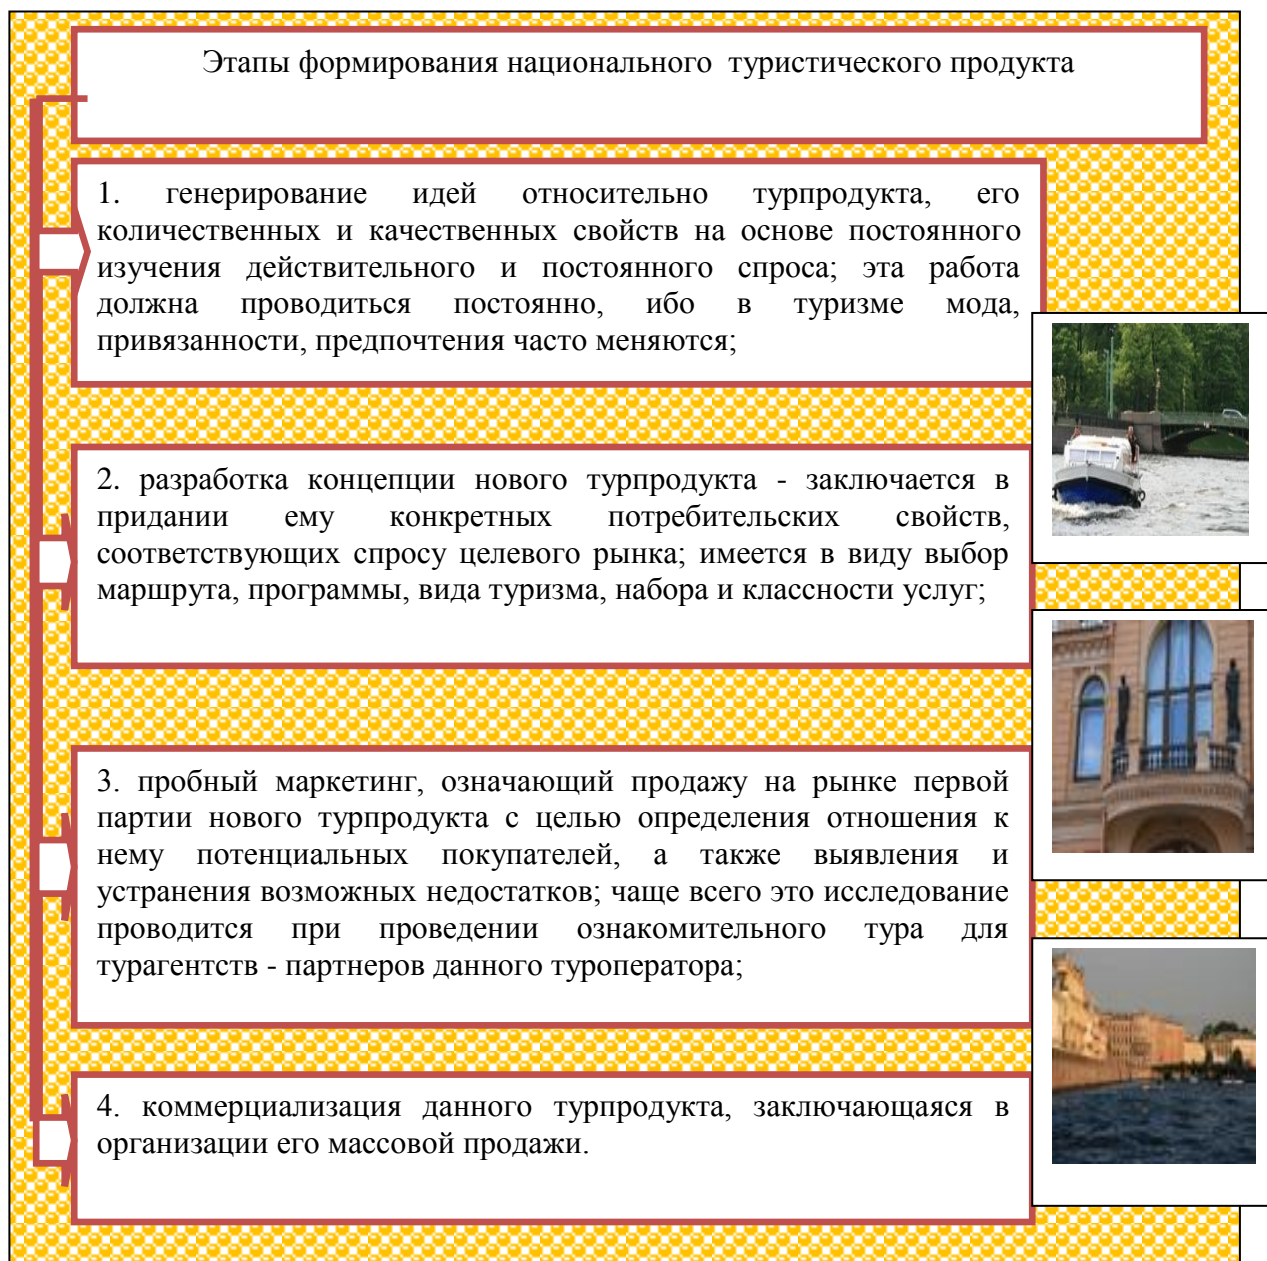 Этапы формирования национального туристического продукта
1. генерирование идей относительно турпродукта, его
количественных и качественных свойств на основе постоянного
изучения действительного и постоянного спроса; эта работа
должна проводиться постоянно, ибо в туризме мода,
привязанности, предпочтения часто меняются;
2. разработка концепции нового турпродукта - заключается в
придании ему конкретных потребительских свойств,
соответствующих спросу целевого рынка; имеется в виду выбор
маршрута, программы, вида туризма, набора и классности услуг;
3. пробный маркетинг, означающий продажу на рынке первой
партии нового турпродукта с целью определения отношения к
нему потенциальных покупателей, а также выявления и
устранения возможных недостатков; чаще всего это исследование
проводится при проведении ознакомительного тура для
турагентств - партнеров данного туроператора;
4. коммерциализация данного турпродукта, заключающаяся в
организации его массовой продажи.